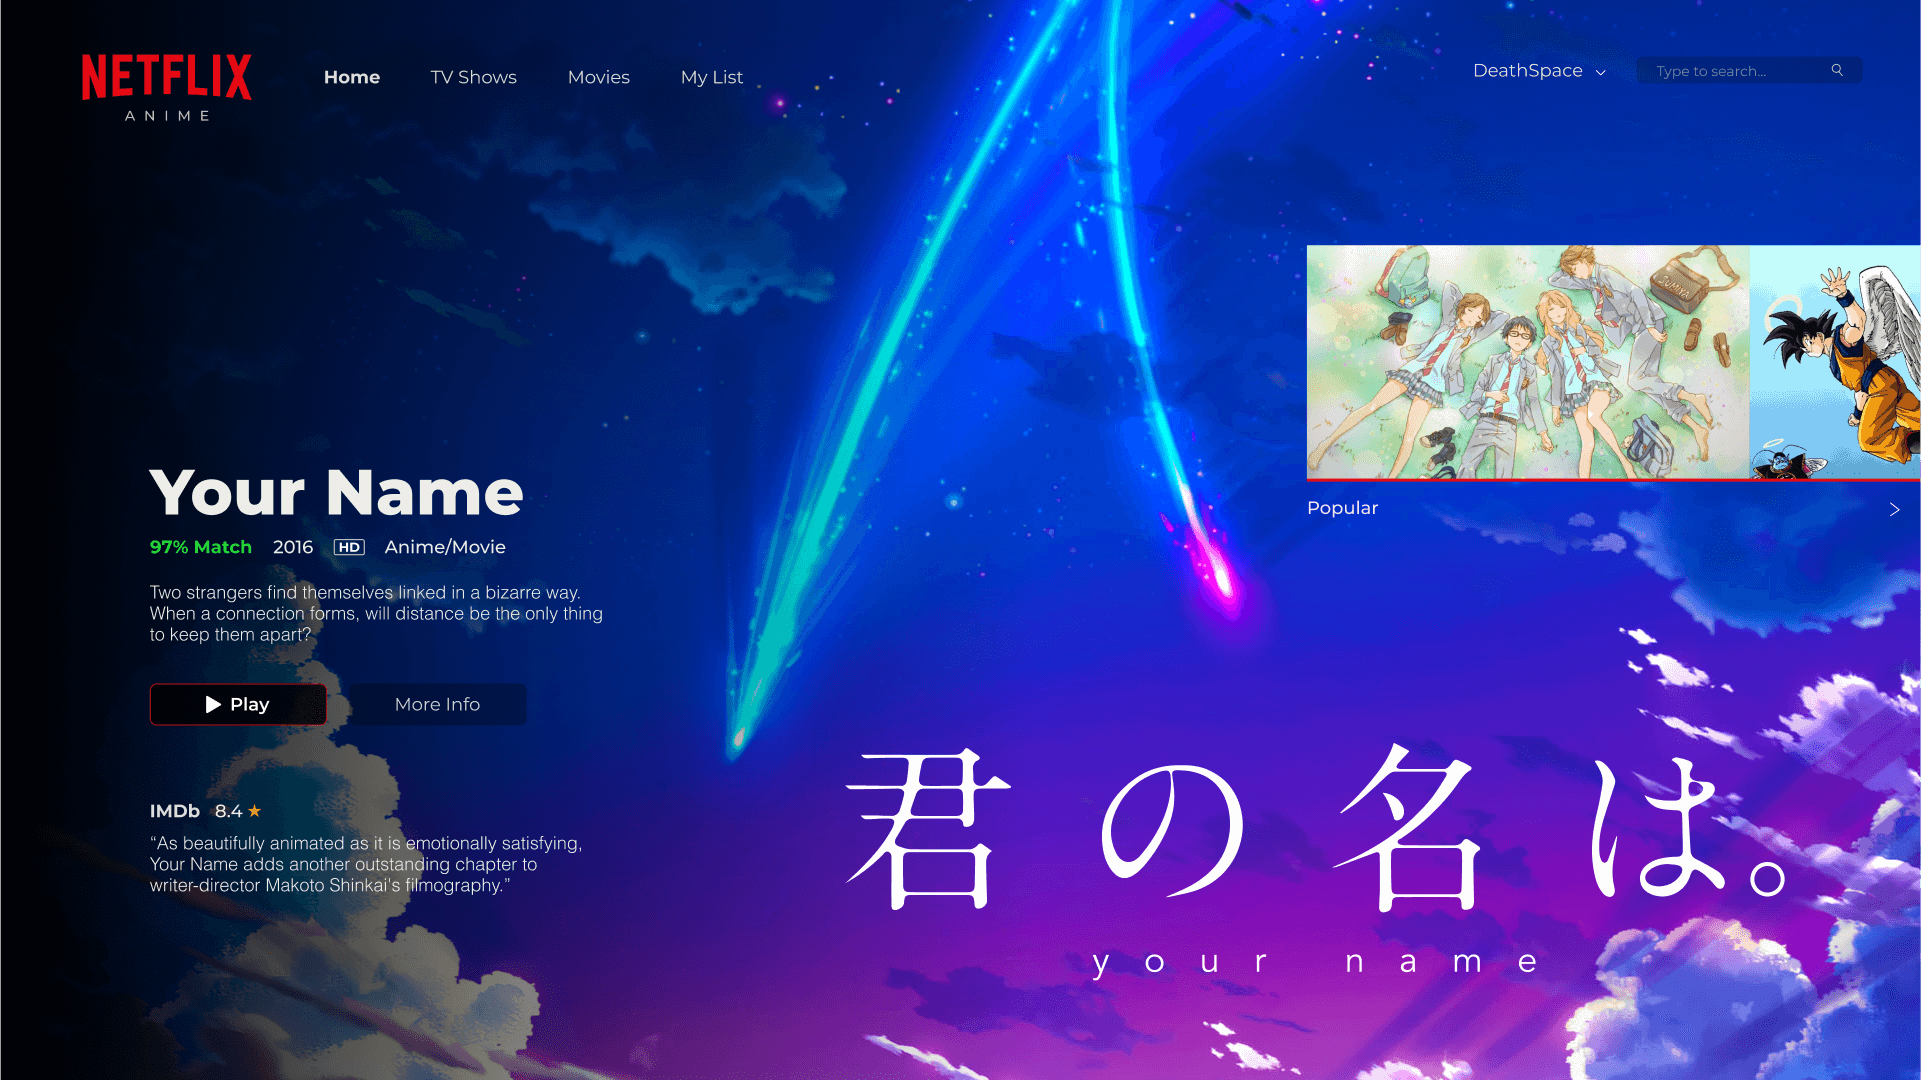 NETFLIX
ANIME
Home TV Shows Movies My List
DeathSpace
Type to search...
ZUMIYA
Popular
Your Name
97% Match 2016 HD Anime/Movie
Two strangers find themselves linked in a bizarre way.
When a connection forms, will distance be the only thing
to keep them apart?
Play More Info
IMDb 8.4
“As beautifully animated as it is emotionally satisfying,
Your Name adds another outstanding chapter to
writer-director Makoto Shinkai's filmography.”
君の名は。
your name